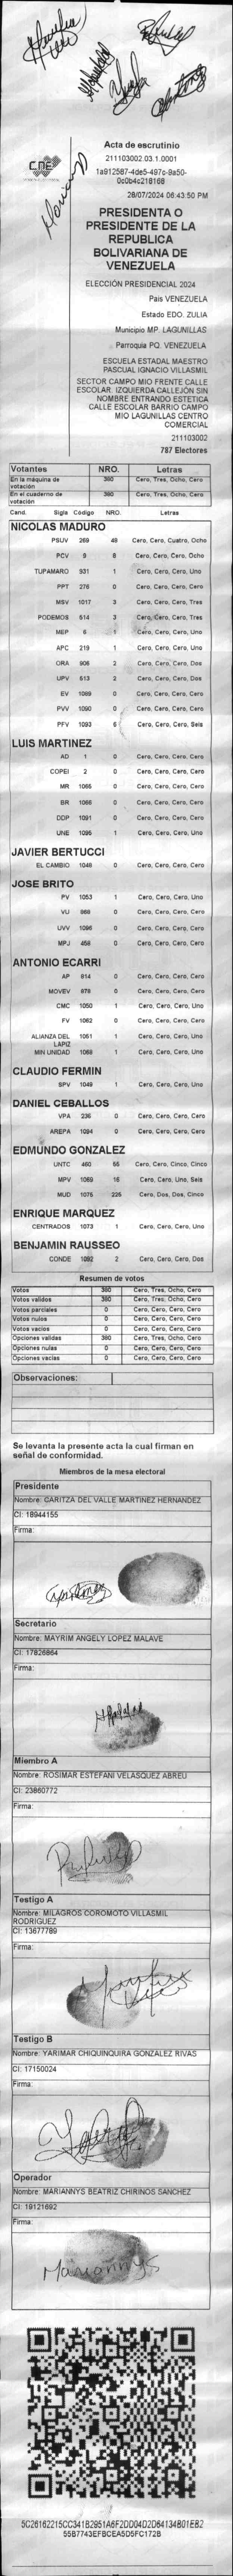 CNE
Acta de escrutinio
211103002.03.1.0001
28/07/2024 06:43:50 PM
PRESIDENTA O
PRESIDENTE DE LA
REPUBLICA
BOLIVARIANA DE
VENEZUELA
ELECCIÓN PRESIDENCIAL 2024
Pais VENEZUELA
Estado EDO. ZULIA
Municipio MP. LAGUNILLAS
Parroquia PQ. VENEZUELA
ESCUELA ESTADAL MAESTRO
PASCUAL IGNACIO VILLASMIL
SECTOR CAMPO MIO FRENTE CALLE
ESCOLAR. IZQUIERDA CALLEJÓN SIN
NOMBRE ENTRANDO ESTETICA
CALLE ESCOLAR BARRIO CAMPO
MIO LAGUNILLAS CENTRO
COMERCIAL
211103002
787 Electores
Votantes NRO. Letras
En la máquina de votación 380 Cero, Tres, Ocho, Cero
En el cuaderno de votación 380 Cero, Tres, Ocho, Cero
Cand. Sigla Código NRO. Letras
NICOLAS MADURO
PSUV 269 48 Cero, Cero, Cuatro, Ocho
PCV 9 8 Cero, Cero, Cero, Ocho
TUPAMARO 931 1 Cero, Cero, Cero, Uno
PPT 276 0 Cero, Cero, Cero, Cero
MSV 1017 3 Cero, Cero, Cero, Tres
PODEMOS 514 3 Cero, Cero, Cero, Tres
MEP 6 1 Cero, Cero, Cero, Uno
APC 219 1 Cero, Cero, Cero, Uno
ORA 906 2 Cero, Cero, Cero, Dos
UPV 613 2 Cero, Cero, Cero, Dos
EV 1089 0 Cero, Cero, Cero, Cero
PVV 1090 0 Cero, Cero, Cero, Cero
PFV 1093 6 Cero, Cero, Cero, Seis
LUIS MARTINEZ
AD 1 0 Cero, Cero, Cero, Cero
COPEI 2 0 Cero, Cero, Cero, Cero
MR 1065 0 Cero, Cero, Cero, Cero
BR 1086 0 Cero, Cero, Cero, Cero
DDP 1091 0 Cero, Cero, Cero, Cero
UNE 1095 1 Cero, Cero, Cero, Uno
JAVIER BERTUCCI
EL CAMBIO 1048 0 Cero, Cero, Cero, Cero
JOSE BRITO
PV 1053 1 Cero, Cero, Cero, Uno
VU 868 0 Cero, Cero, Cero, Cero
UVV 1096 0 Cero, Cero, Cero, Cero
MPJ 458 0 Cero, Cero, Cero, Cero
ANTONIO ECARRI
AP 814 0 Cero, Cero, Cero, Cero
MOVEV 878 0 Cero, Cero, Cero, Cero
CMC 1050 1 Cero, Cero, Cero, Uno
FV 1062 0 Cero, Cero, Cero, Cero
ALIANZA DEL LAPIZ 1061 1 Cero, Cero, Cero, Uno
MIN UNIDAD 1068 1 Cero, Cero, Cero, Uno
CLAUDIO FERMIN
SPV 1049 1 Cero, Cero, Cero, Uno
DANIEL CEBALLOS
VPA 236 0 Cero, Cero, Cero, Cero
AREPA 1094 0 Cero, Cero, Cero, Cero
EDMUNDO GONZALEZ
UNTC 460 55 Cero, Cero, Cinco, Cinco
MPV 1069 16 Cero, Cero, Uno, Seis
MUD 1075 225 Cero, Dos, Dos, Cinco
ENRIQUE MARQUEZ
CENTRADOS 1073 1 Cero, Cero, Cero, Uno
BENJAMIN RAUSSEO
CONDE 1092 2 Cero, Cero, Cero, Dos
Resumen de votos
Votos 380 Cero, Tres, Ocho, Cero
Votos validos 380 Cero, Tres, Ocho, Cero
Votos parciales 0 Cero, Cero, Cero, Cero
Votos nulos 0 Cero, Cero, Cero, Cero
Votos vacios 0 Cero, Cero, Cero, Cero
Opciones validas 380 Cero, Tres, Ocho, Cero
Opciones nulas 0 Cero, Cero, Cero, Cero
Opciones vacias 0 Cero, Cero, Cero, Cero
Observaciones:
Se levanta la presente acta la cual firman en
señal de conformidad.
Miembros de la mesa electoral
Presidente
Nombre: CARITZA DEL VALLE MARTINEZ HERNANDEZ
CI: 18944155
Firma:
Secretario
Nombre: MAYRIM ANGELY LOPEZ MALAVE
CI: 17826864
Firma:
Miembro A
Nombre: ROSIMAR ESTEFANI VELASQUEZ ABREU
CI: 23860772
Firma:
Testigo A
Nombre: MILAGROS COROMOTO VILLASMIL
RODRIGUEZ
CI: 13677789
Firma:
Testigo B
Nombre: YARIMAR CHIQUINQUIRA GONZALEZ RIVAS
CI: 17150024
Firma:
Operador
Nombre: MARIANNYS BEATRIZ CHIRINOS SANCHEZ
CI: 19121692
Firma:
Mariannys